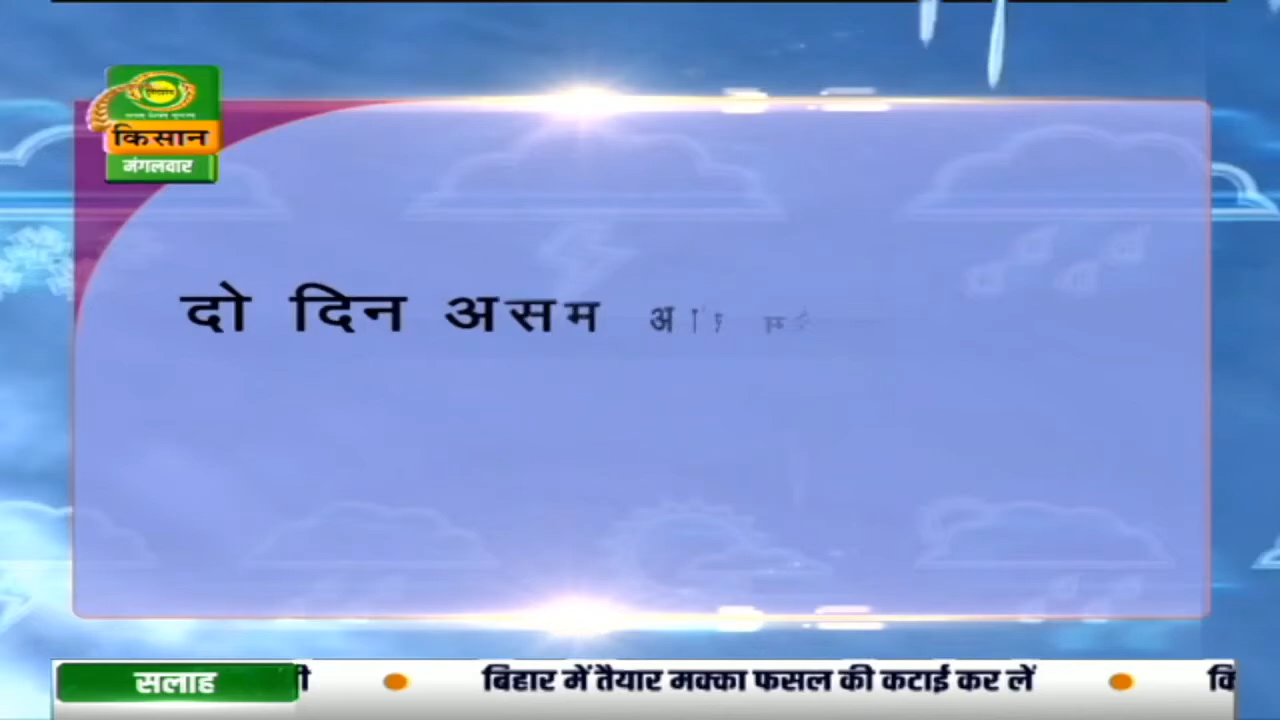 किसान
मंगलवार
दो दिन असम
सलाह
बिहार में तैयार मक्का फसल की कटाई कर लें